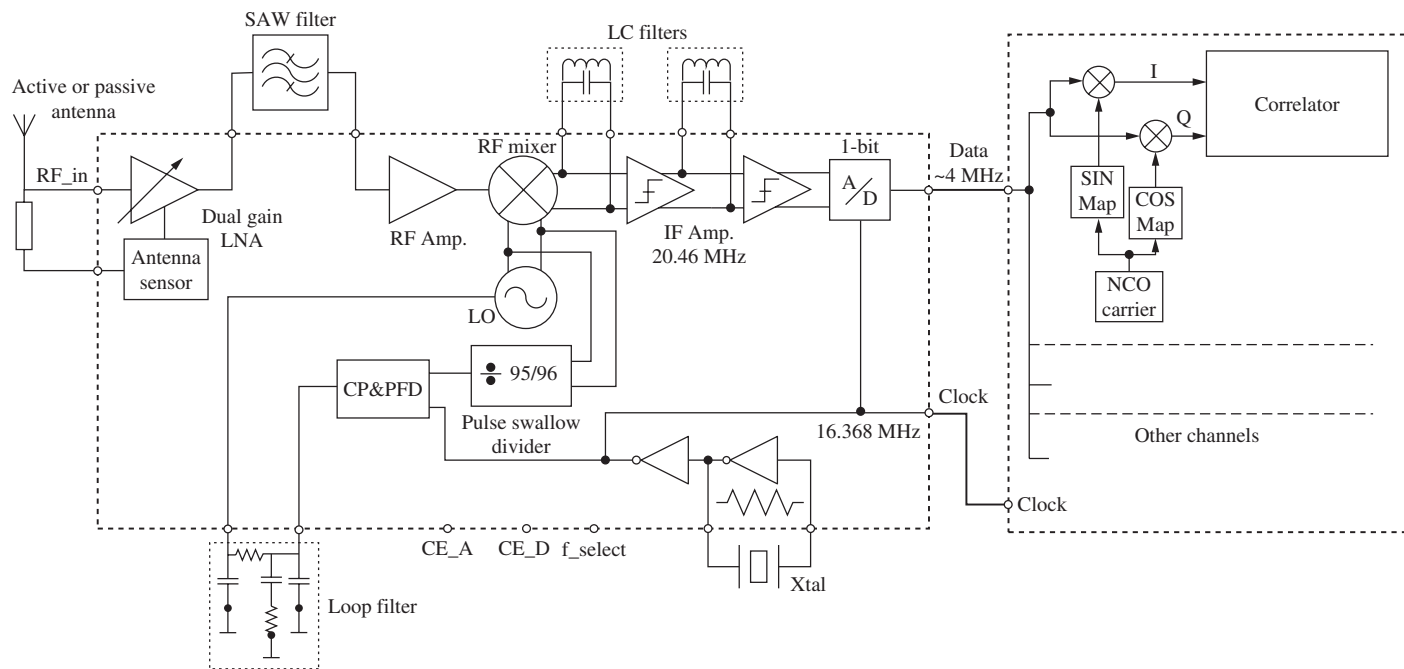 SAW filter
LC filters
Active or passive
antenna
RF_in
Dual gain
LNA
Antenna
sensor
RF Amp.
RF mixer
LO
IF Amp.
20.46 MHz
1-bit
A/D
Data
~4 MHz
I
Q
Correlator
SIN
Map
COS
Map
NCO
carrier
CP&PFD
÷ 95/96
Pulse swallow
divider
16.368 MHz
Clock
Other channels
Clock
CE_A
CE_D
f_select
Xtal
Loop filter